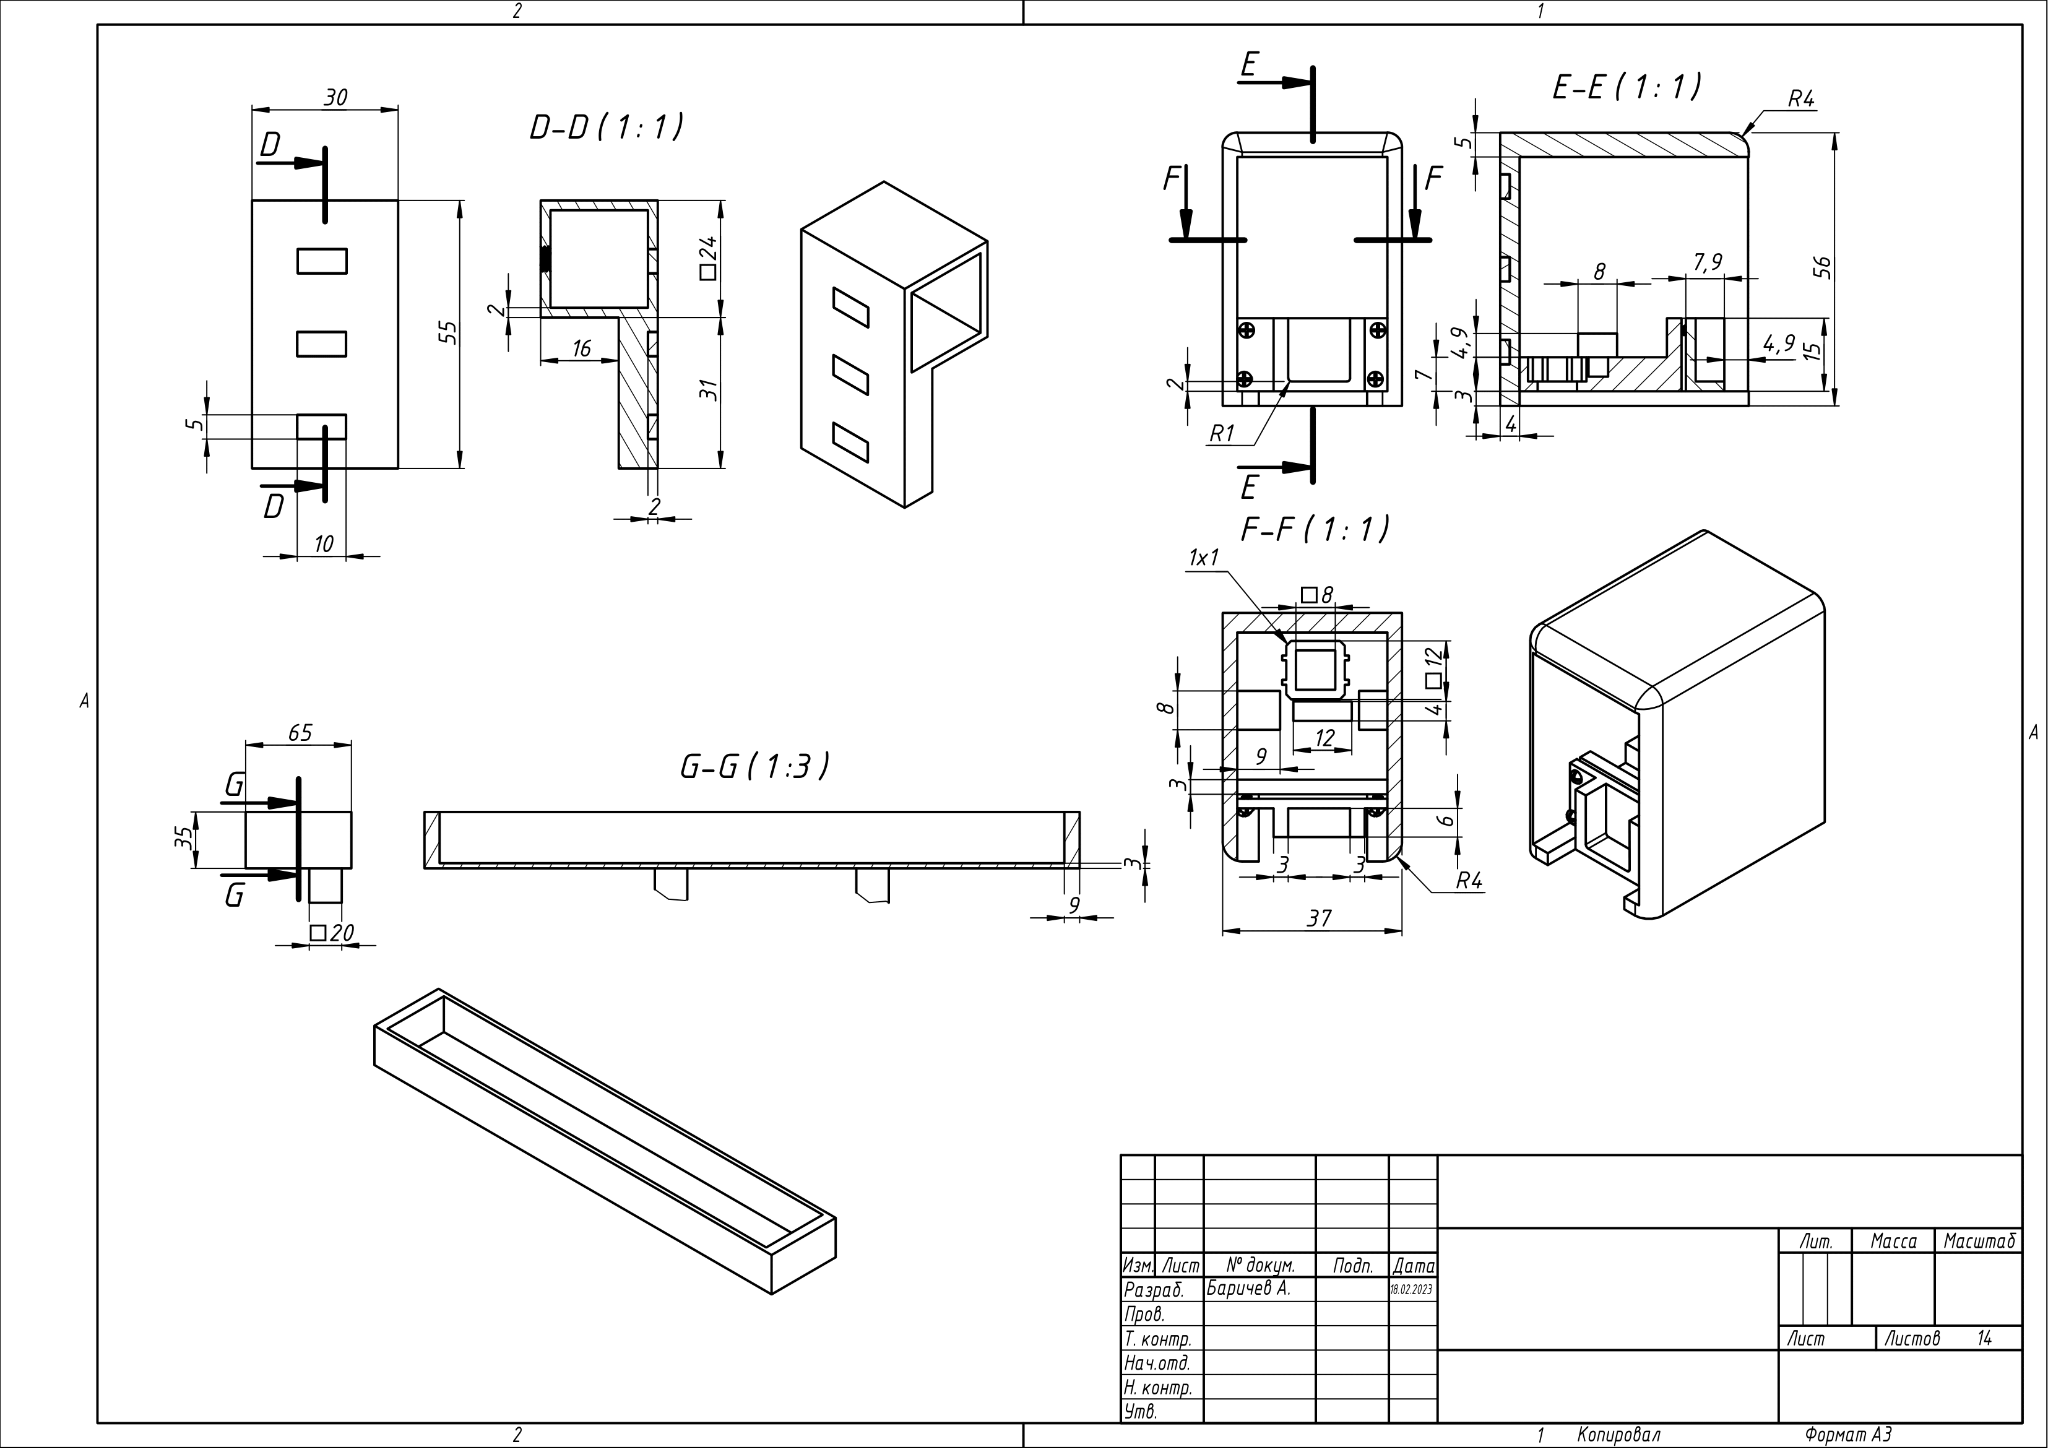 2
1
30
D
D-D (1:1)
□24
2
16
31
2
55
5
D
10
E
E-E (1:1)
R4
F
F
5
56
8
7,9
4,9
4,9
15
7
3
4
2
R1
E
F-F (1:1)
1x1
□8
□12
4
8
12
9
3
6
3
3
R4
37
A
A
65
G
G-G (1:3)
35
G
□20
3
9
Изм.
Лист
№ докум.
Подп.
Дата
Лит.
Масса
Масштаб
Разраб.
Баричев А.
18.02.2023
Пров.
Т. контр.
Лист
Листов
14
Нач.отд.
Н. контр.
Утв.
2
1
Копировал
Формат А3